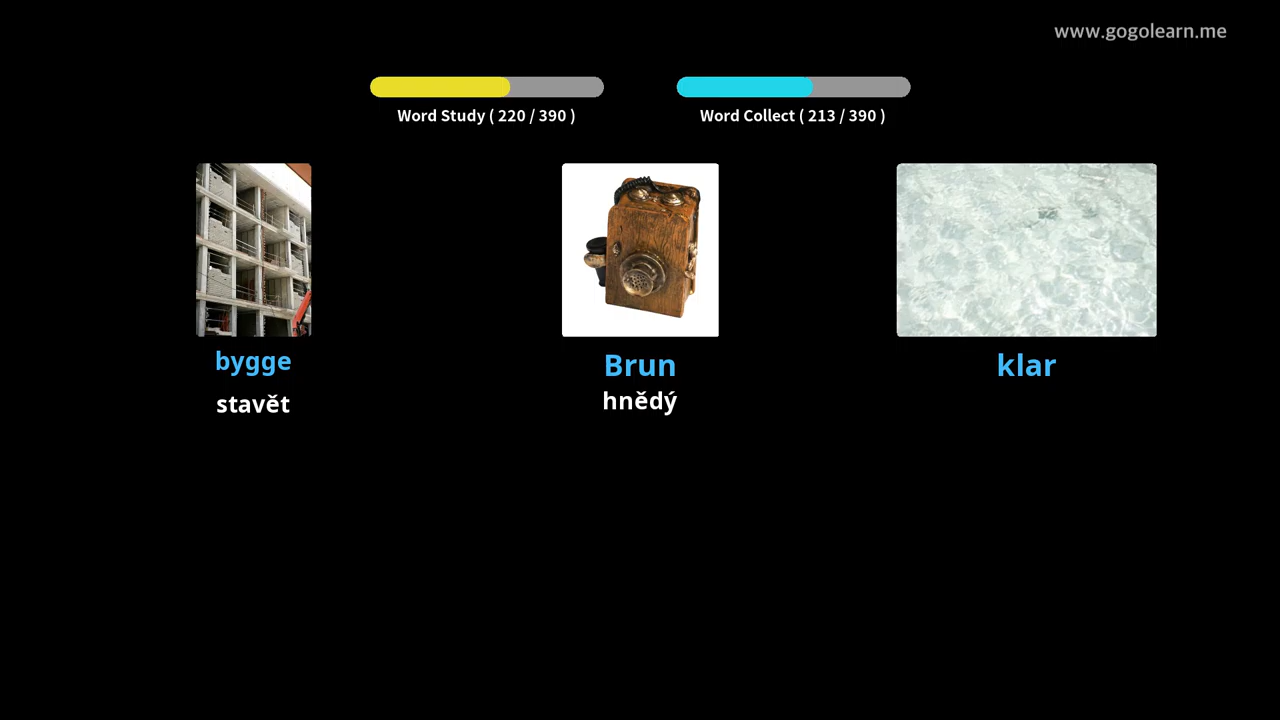 www.gogolearn.me
Word Study ( 220 / 390 )
Word Collect ( 213 / 390 )
bygge
Brun
klar
stavět
hnědý